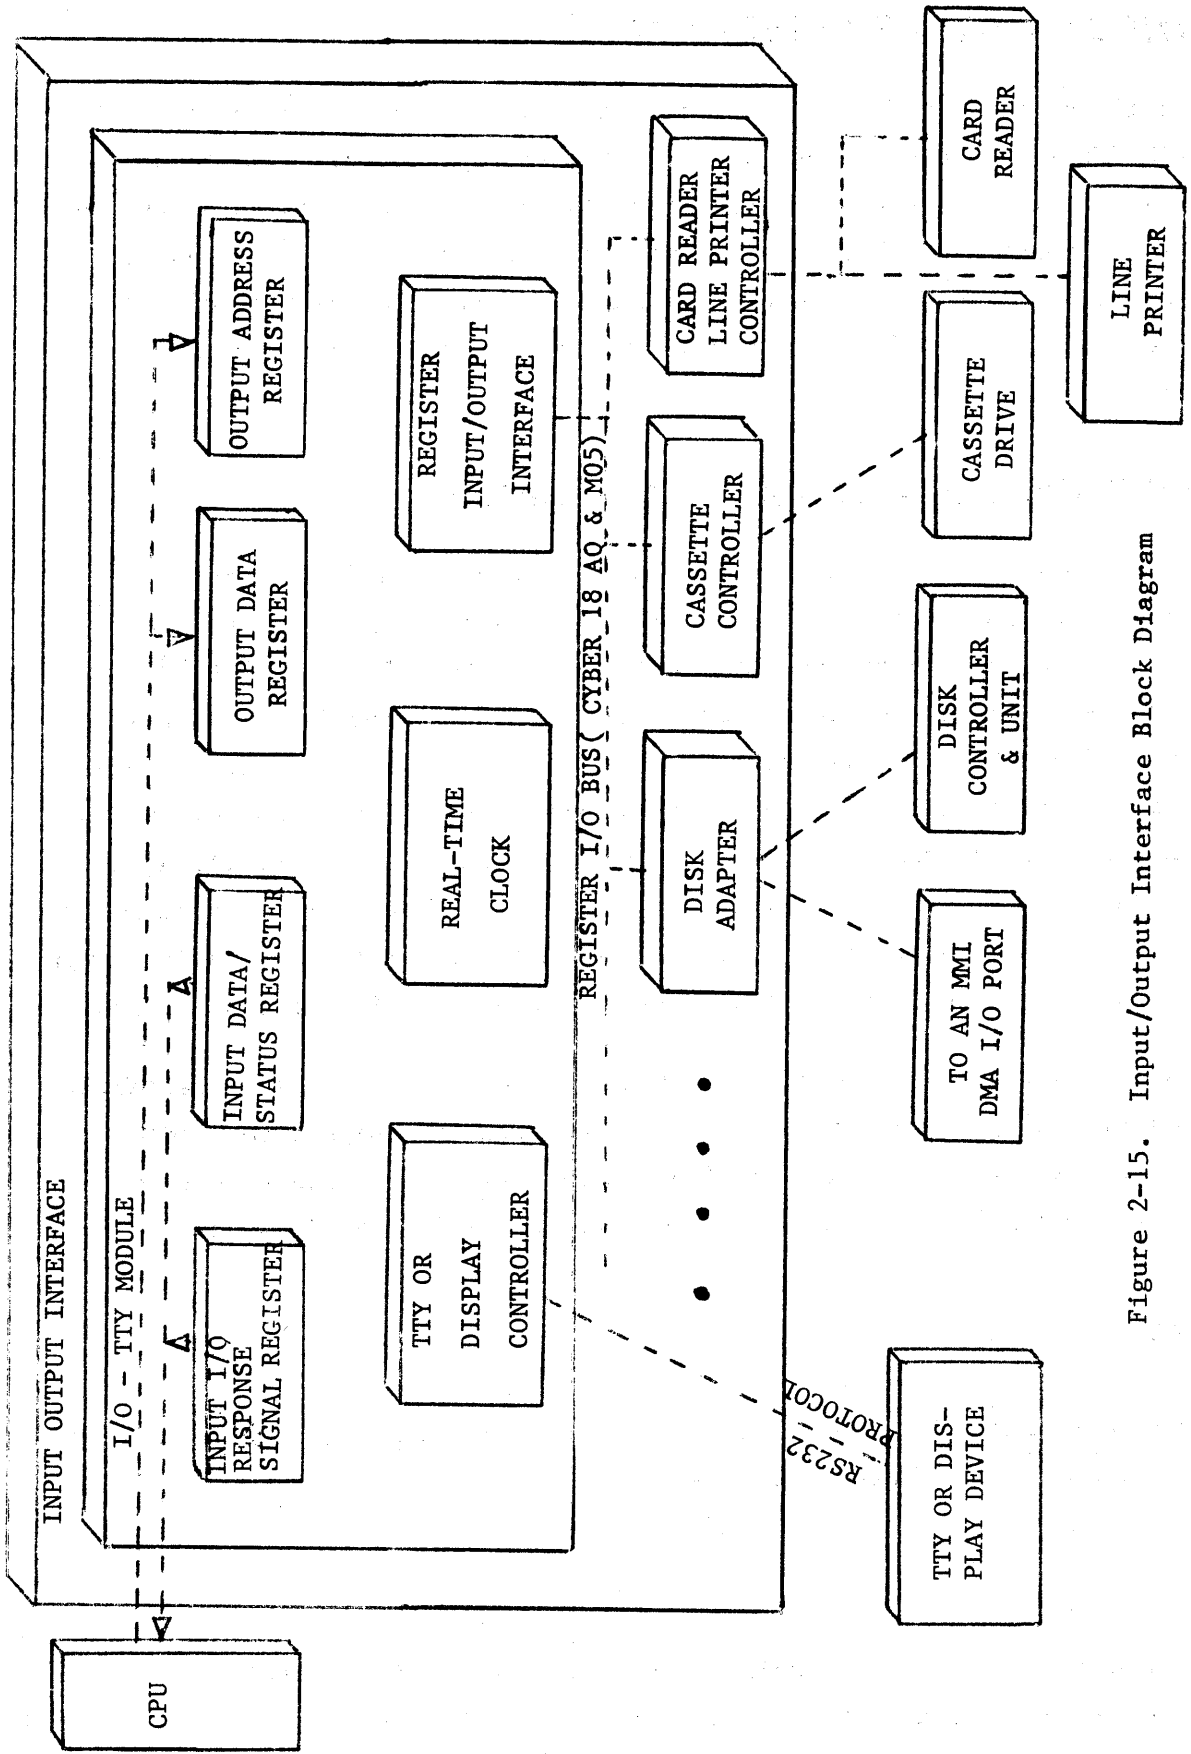 INPUT OUTPUT INTERFACE
I/O - TTY MODULE
CPU
INPUT I/O
RESPONSE
SIGNAL REGISTER
INPUT DATA/
STATUS REGISTER
OUTPUT DATA
REGISTER
OUTPUT ADDRESS
REGISTER
TTY OR
DISPLAY
CONTROLLER
REAL-TIME
CLOCK
REGISTER
INPUT/OUTPUT
INTERFACE
REGISTER I/O BUS( CYBER 18 AQ & M05)
DISK
ADAPTER
CASSETTE
CONTROLLER
CARD READER
LINE PRINTER
CONTROLLER
RS232
PROTOCOL
TTY OR DIS-
PLAY DEVICE
TO AN MMI
DMA I/O PORT
DISK
CONTROLLER
& UNIT
CASSETTE
DRIVE
CARD
READER
LINE
PRINTER
Figure 2-15. Input/Output Interface Block Diagram